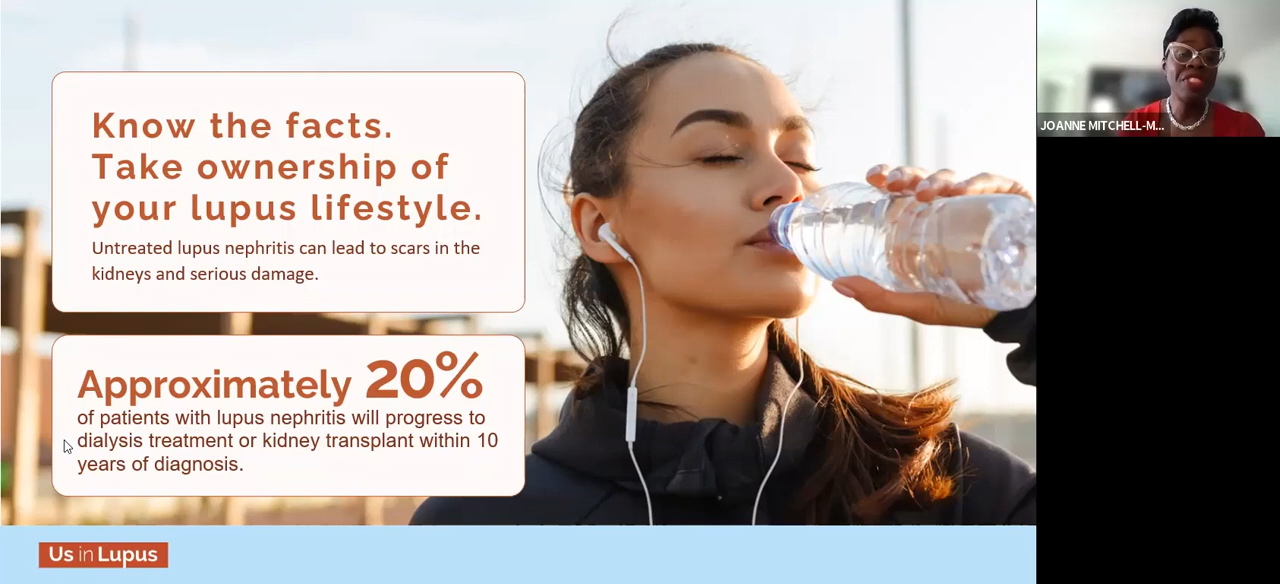 Know the facts.
Take ownership of
your lupus lifestyle.
Untreated lupus nephritis can lead to scars in the
kidneys and serious damage.
Approximately 20%
of patients with lupus nephritis will progress to
dialysis treatment or kidney transplant within 10
years of diagnosis.
Us in Lupus
JOANNE MITCHELL-M...